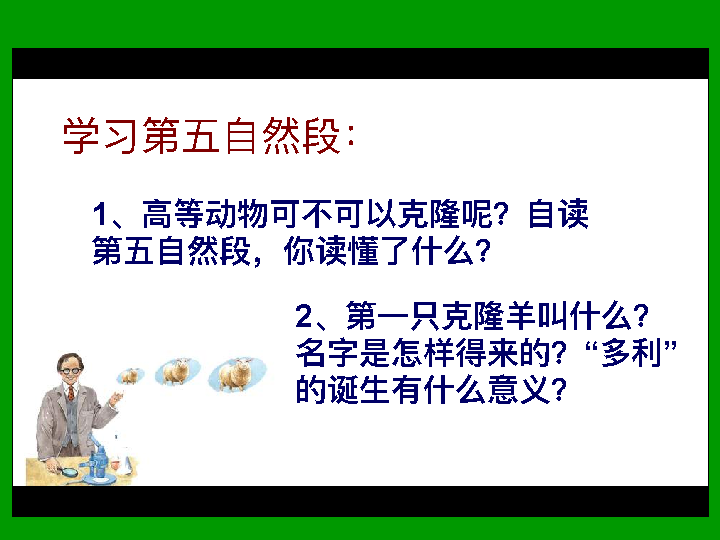 学习第五自然段：
1、高等动物可不可以克隆呢？自读
第五自然段，你读懂了什么？
2、第一只克隆羊叫什么？
名字是怎样得来的？“多利”
的诞生有什么意义？